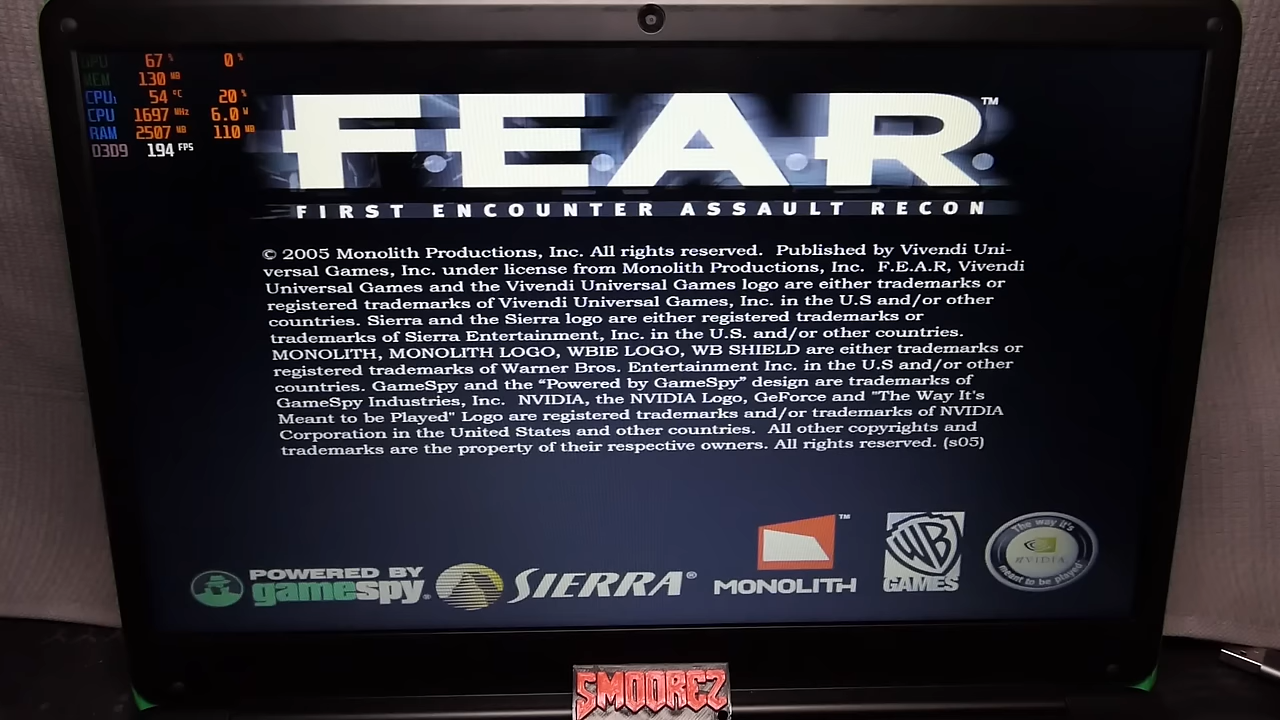 GPU 67 % 0 %
MEM 130 MB
CPU1 54 °C 20 %
CPU 1697 MHz 6.0 W
RAM 2507 MB 110 MB
D3D9 194 FPS
F.E.A.R.™
FIRST ENCOUNTER ASSAULT RECON
© 2005 Monolith Productions, Inc. All rights reserved. Published by Vivendi Uni-
versal Games, Inc. under license from Monolith Productions, Inc. F.E.A.R, Vivendi
Universal Games and the Vivendi Universal Games logo are either trademarks or
registered trademarks of Vivendi Universal Games, Inc. in the U.S and/or other
countries. Sierra and the Sierra logo are either registered trademarks or
trademarks of Sierra Entertainment, Inc. in the U.S. and/or other countries.
MONOLITH, MONOLITH LOGO, WBIE LOGO, WB SHIELD are either trademarks or
registered trademarks of Warner Bros. Entertainment Inc. in the U.S and/or other
countries. GameSpy and the “Powered by GameSpy” design are trademarks of
GameSpy Industries, Inc. NVIDIA, the NVIDIA Logo, GeForce and "The Way It's
Meant to be Played" Logo are registered trademarks and/or trademarks of NVIDIA
Corporation in the United States and other countries. All other copyrights and
trademarks are the property of their respective owners. All rights reserved. (s05)
POWERED BY
gamespy®
SIERRA®
MONOLITH™
WB
GAMES
The way it's
NVIDIA
meant to be played
SMOOREZ